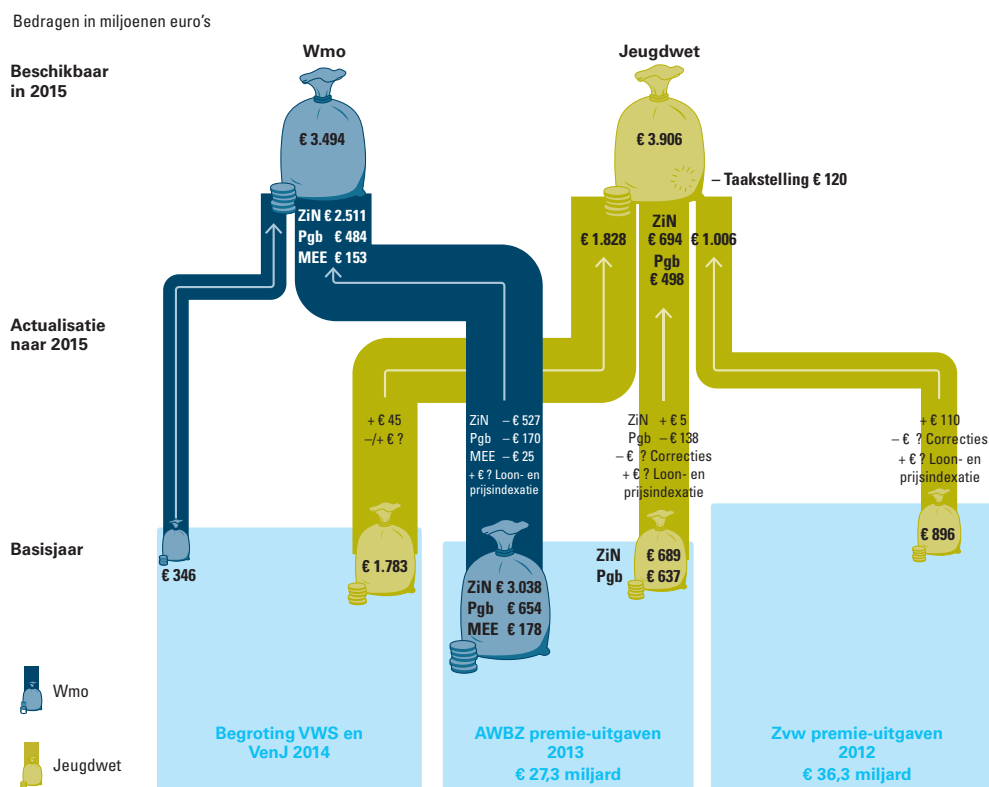 Bedragen in miljoenen euro's
Wmo
Jeugdwet
Beschikbaar
in 2015
€ 3.494
€ 3.906
– Taakstelling € 120
ZiN € 2.511
Pgb € 484
MEE € 153
€ 1.828
ZiN
€ 694
Pgb
€ 498
€ 1.006
Actualisatie
naar 2015
+ € 45
–/+ € ?
ZiN – € 527
Pgb – € 170
MEE – € 25
+ € ? Loon- en
prijsindexatie
ZiN + € 5
Pgb – € 138
– € ? Correcties
+ € ? Loon- en
prijsindexatie
+ € 110
– € ? Correcties
+ € ? Loon- en
prijsindexatie
Basisjaar
€ 346
€ 1.783
ZiN € 3.038
Pgb € 654
MEE € 178
ZiN € 689
Pgb € 637
€ 896
Wmo
Jeugdwet
Begroting VWS en
VenJ 2014
AWBZ premie-uitgaven
2013
€ 27,3 miljard
Zvw premie-uitgaven
2012
€ 36,3 miljard